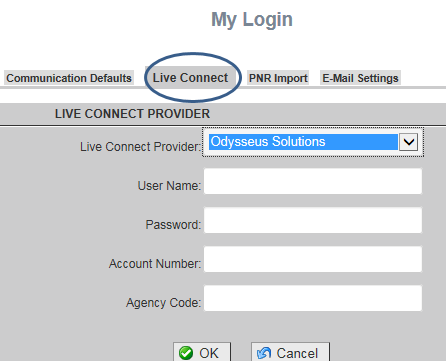 My Login
Communication Defaults Live Connect PNR Import E-Mail Settings
LIVE CONNECT PROVIDER
Live Connect Provider: Odysseus Solutions
User Name:
Password:
Account Number:
Agency Code:
OK Cancel